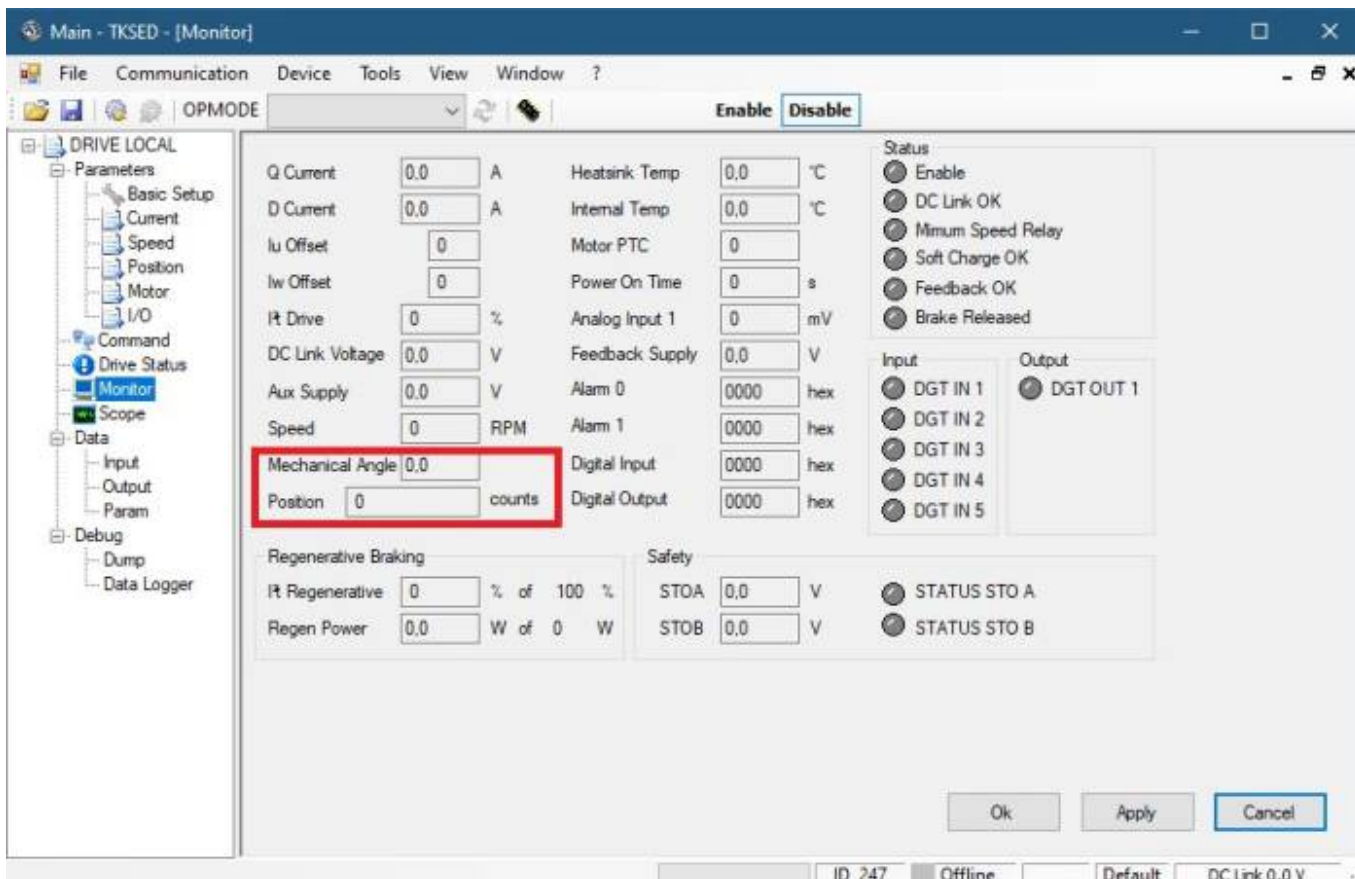 Main - TKSED - [Monitor]
File Communication Device Tools View Window ?
OPMODE Enable Disable
DRIVE LOCAL
Parameters
Basic Setup
Current
Speed
Position
Motor
I/O
Command
Drive Status
Monitor
Scope
Data
Input
Output
Param
Debug
Dump
Data Logger
Q Current 0,0 A
D Current 0,0 A
Iu Offset 0
Iw Offset 0
I²t Drive 0 %
DC Link Voltage 0,0 V
Aux Supply 0,0 V
Speed 0 RPM
Mechanical Angle 0,0
Position 0 counts
Heatsink Temp 0,0 °C
Internal Temp 0,0 °C
Motor PTC 0
Power On Time 0 s
Analog Input 1 0 mV
Feedback Supply 0,0 V
Alarm 0 0000 hex
Alarm 1 0000 hex
Digital Input 0000 hex
Digital Output 0000 hex
Status
Enable
DC Link OK
Mimum Speed Relay
Soft Charge OK
Feedback OK
Brake Released
Input
DGT IN 1
DGT IN 2
DGT IN 3
DGT IN 4
DGT IN 5
Output
DGT OUT 1
Regenerative Braking
I²t Regenerative 0 % of 100 %
Regen Power 0,0 W of 0 W
Safety
STOA 0,0 V
STOB 0,0 V
STATUS STO A
STATUS STO B
Ok Apply Cancel
ID 247 Offline Default DC Link 0.0 V